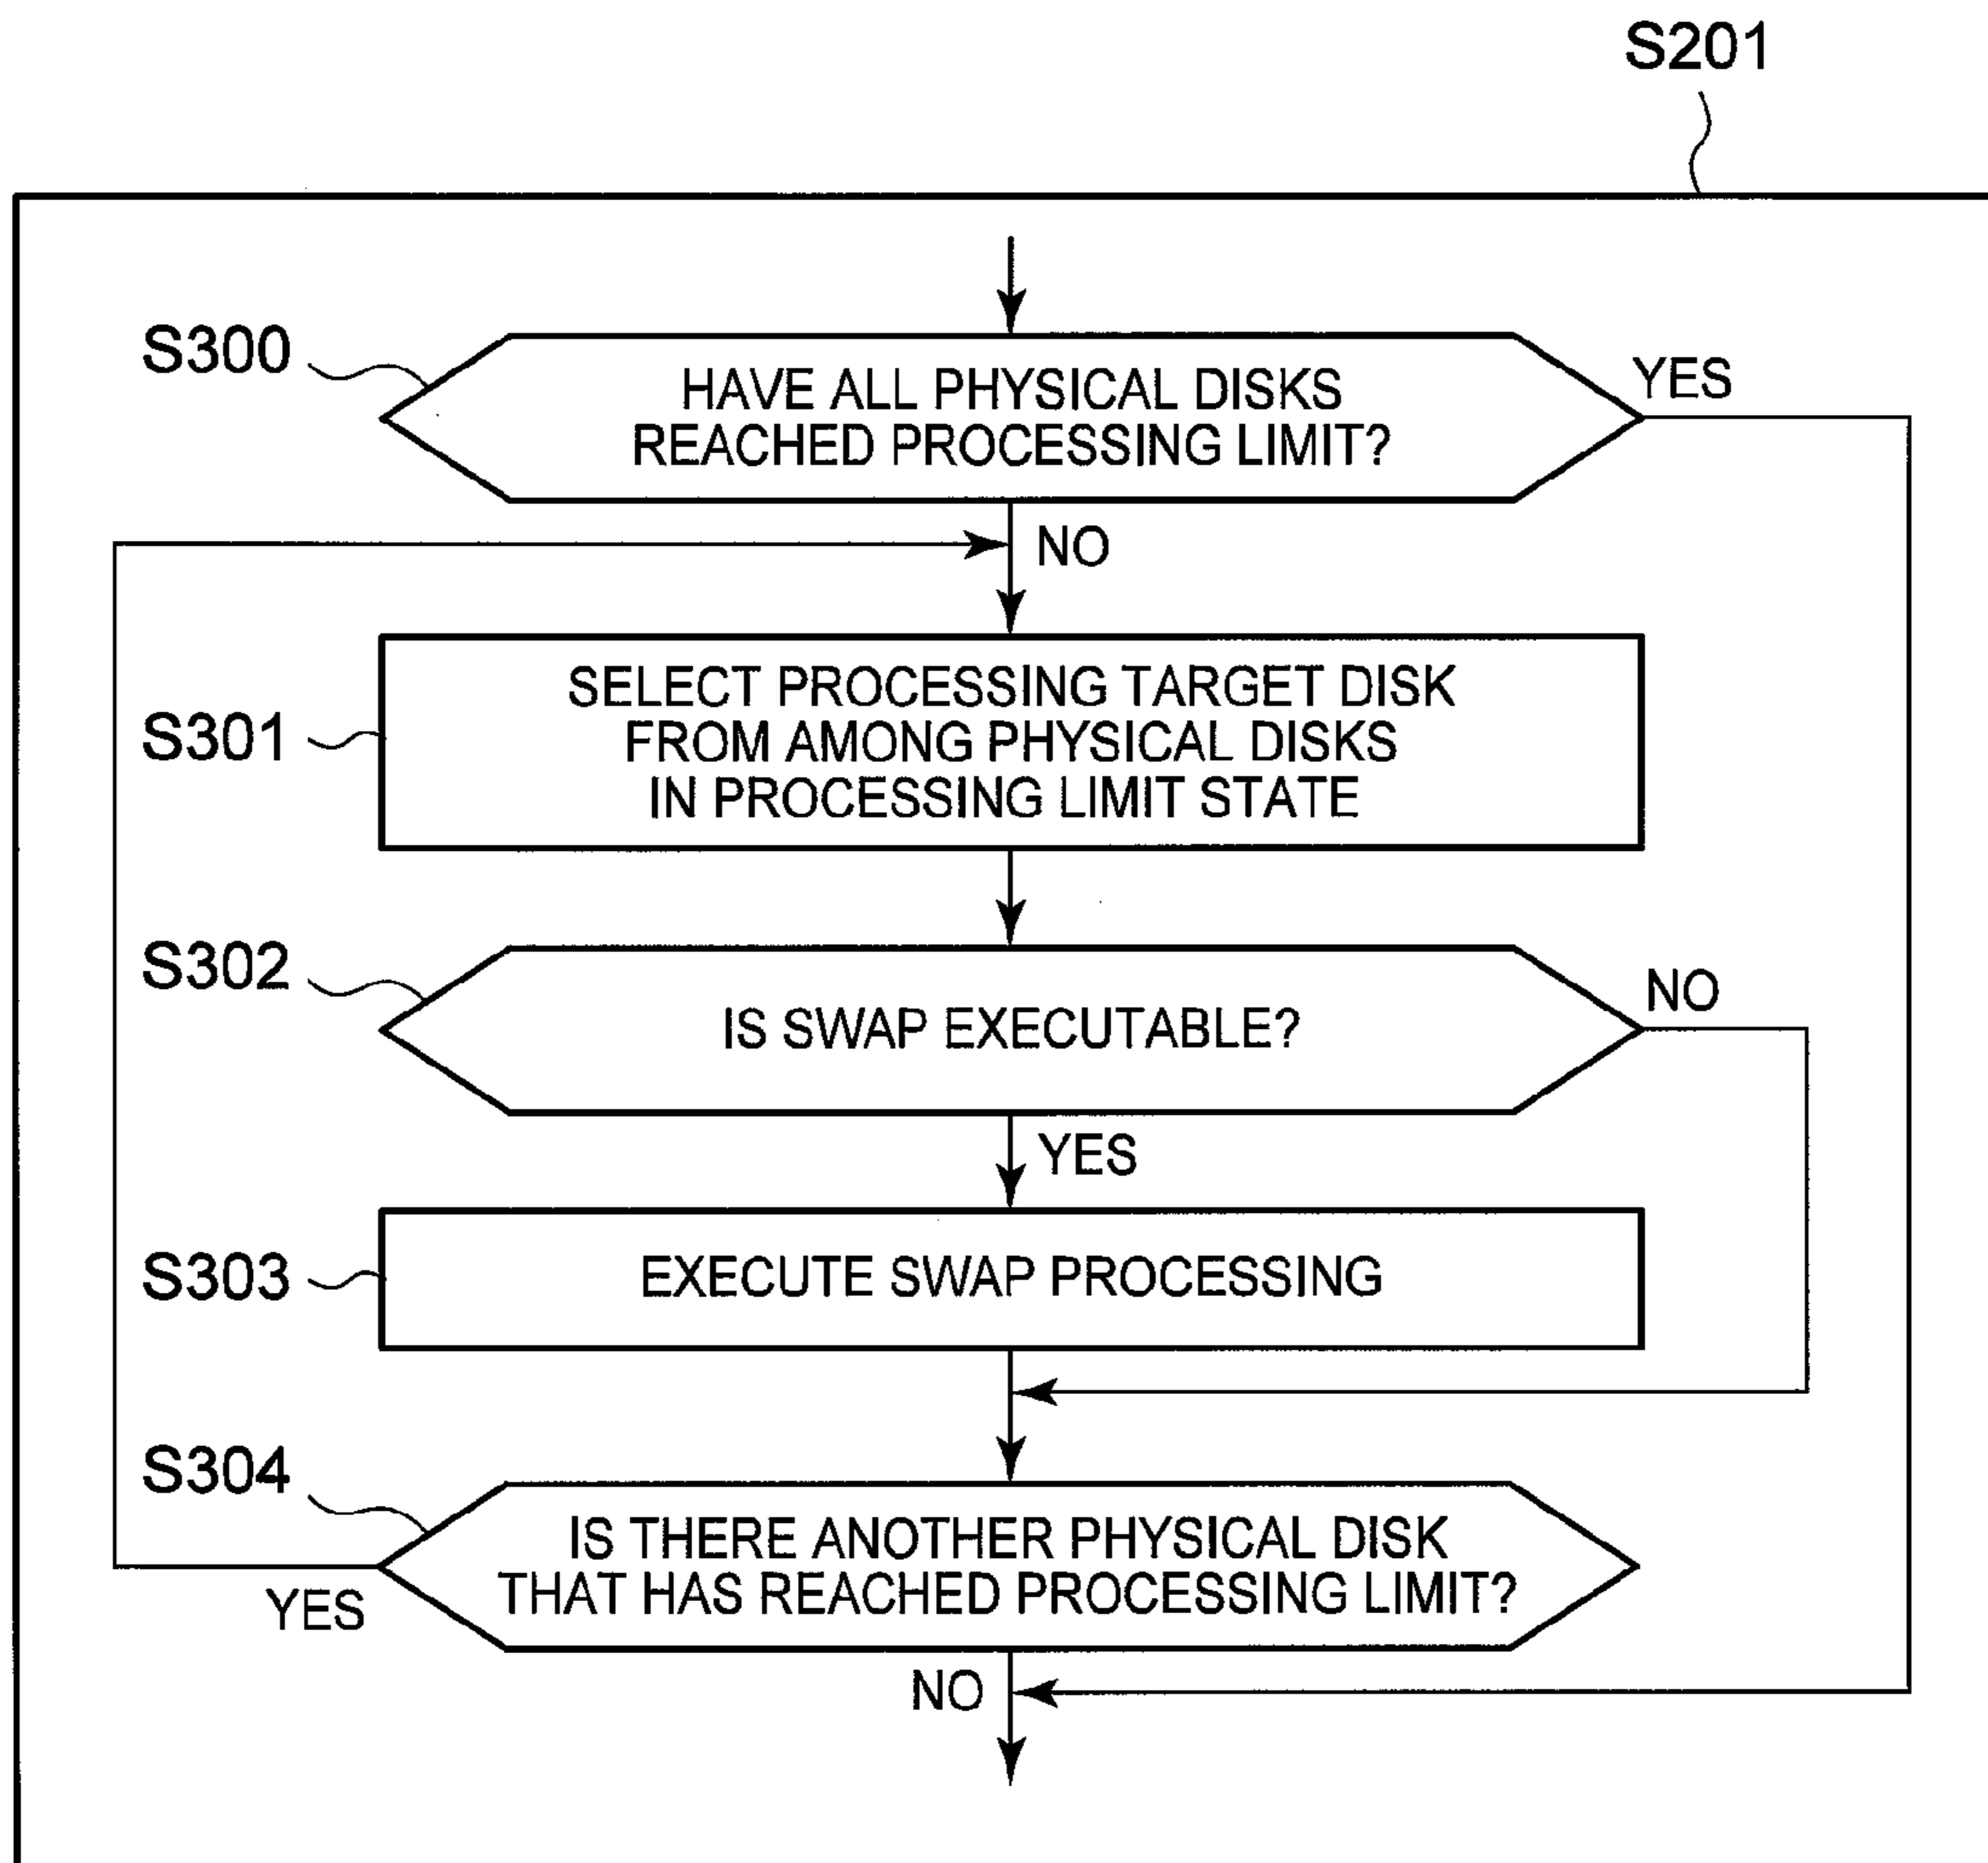 S201
S300
HAVE ALL PHYSICAL DISKS
REACHED PROCESSING LIMIT?
YES
NO
S301
SELECT PROCESSING TARGET DISK
FROM AMONG PHYSICAL DISKS
IN PROCESSING LIMIT STATE
S302
IS SWAP EXECUTABLE?
NO
YES
S303
EXECUTE SWAP PROCESSING
S304
IS THERE ANOTHER PHYSICAL DISK
THAT HAS REACHED PROCESSING LIMIT?
YES
NO